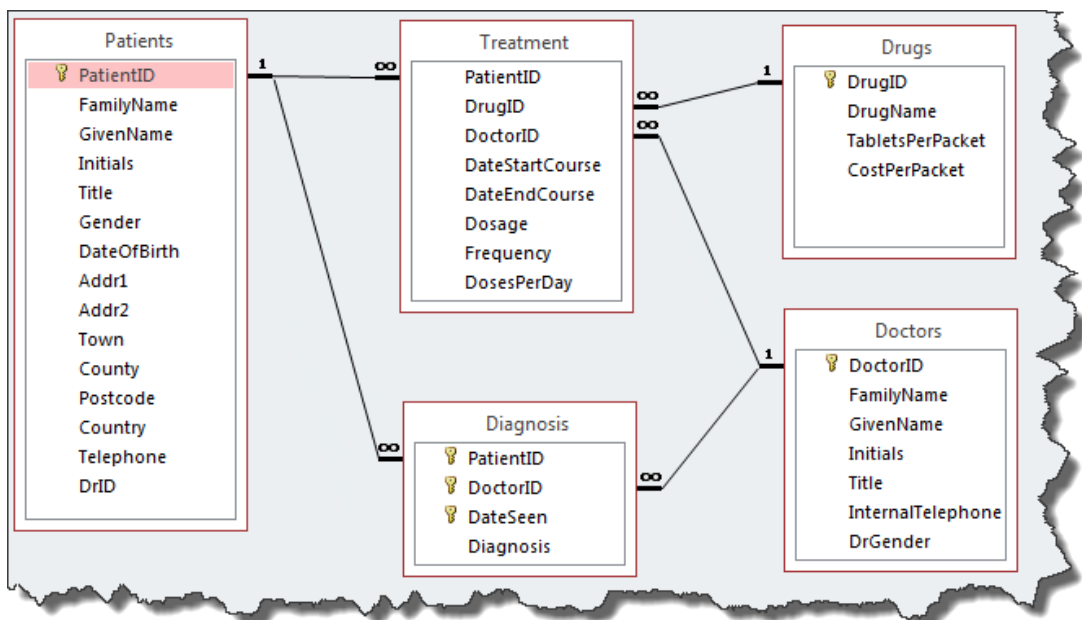 Patients
PatientID
FamilyName
GivenName
Initials
Title
Gender
DateOfBirth
Addr1
Addr2
Town
County
Postcode
Country
Telephone
DrID
1
∞
Treatment
PatientID
DrugID
DoctorID
DateStartCourse
DateEndCourse
Dosage
Frequency
DosesPerDay
∞
∞
1
Drugs
DrugID
DrugName
TabletsPerPacket
CostPerPacket
∞
Diagnosis
PatientID
DoctorID
DateSeen
Diagnosis
∞
1
Doctors
DoctorID
FamilyName
GivenName
Initials
Title
InternalTelephone
DrGender